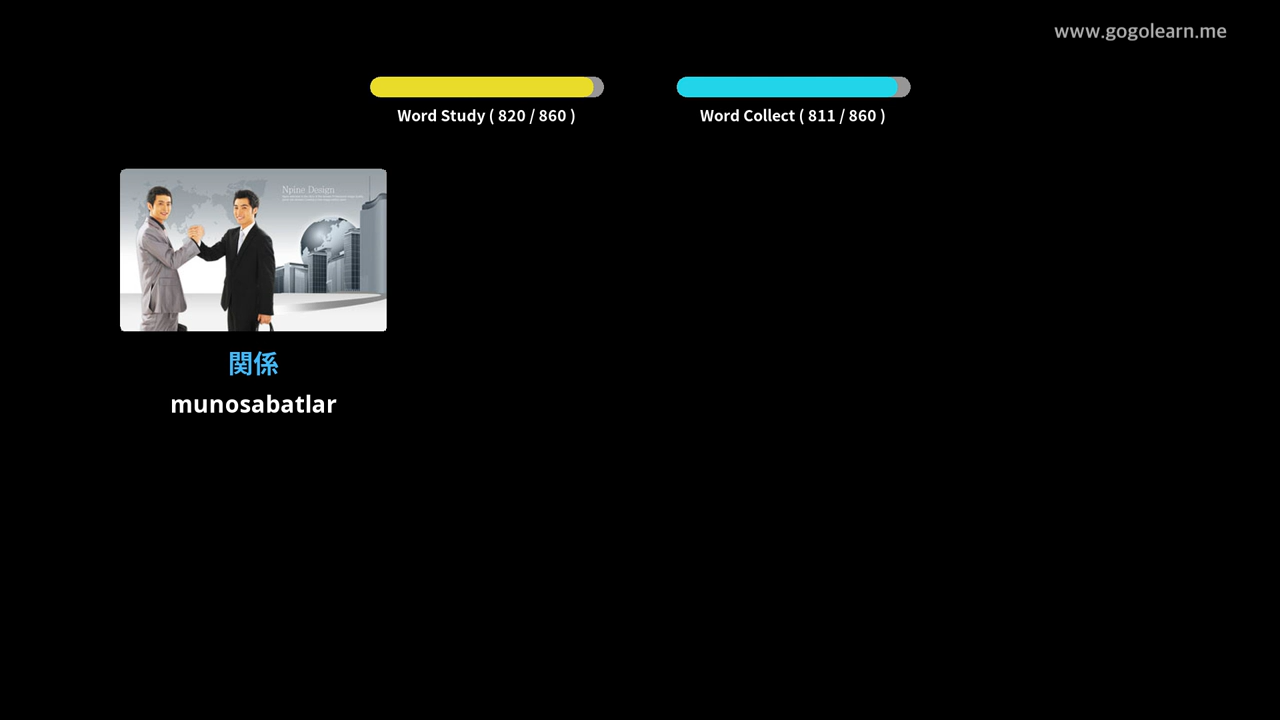 www.gogolearn.me
Word Study ( 820 / 860 )
Word Collect ( 811 / 860 )
Npine Design
関係
munosabatlar